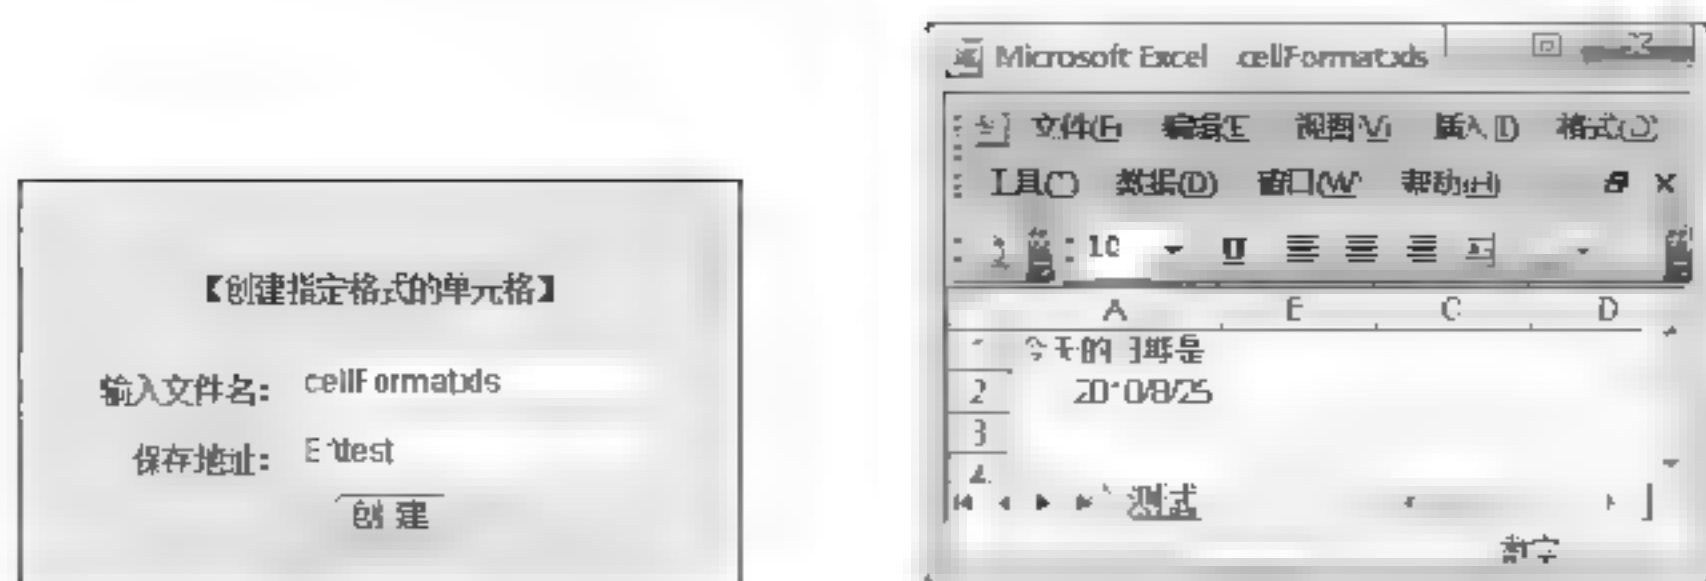 【创建指定格式的单元格】
输入文件名： cellFormat.xls
保存地址： E:\test
创 建
Microsoft Excel cellFormat.xls
文件(F) 编辑(E 视图(V) 插入(I) 格式(O)
工具(T) 数据(D) 窗口(W 帮助(H)
10
A C D
今天的日期是
2 2010/8/25
3
4
测试
数字